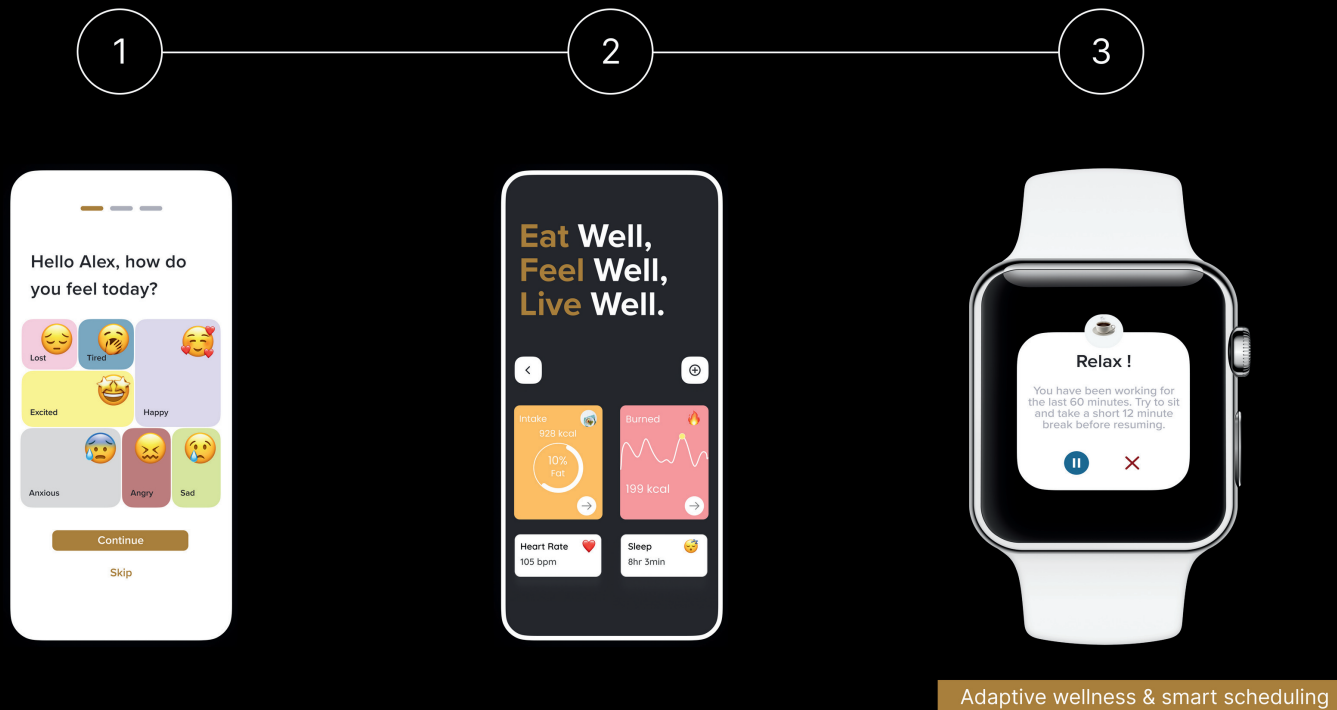 1
2
3
Hello Alex, how do
you feel today?
Lost
Tired
Excited
Happy
Anxious
Angry
Sad
Continue
Skip
Eat Well,
Feel Well,
Live Well.
Intake
928 kcal
10%
Fat
Burned
199 kcal
Heart Rate
105 bpm
Sleep
8hr 3min
Relax !
You have been working for
the last 60 minutes. Try to sit
and take a short 12 minute
break before resuming.
Adaptive wellness & smart scheduling